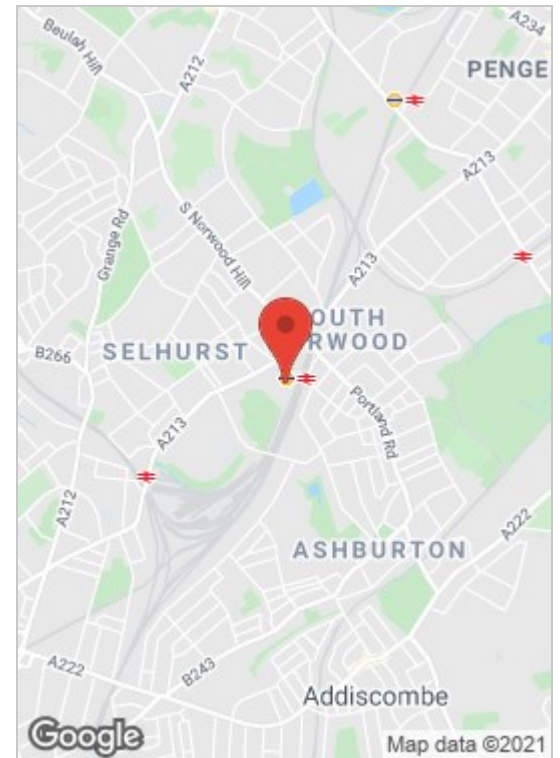 A234
Beulah Hill
A212
PENGE
A213
Grange Rd
S Norwood Hill
A213
OUTH
RWOOD
B266
SELHURST
Portland Rd
A213
A212
A222
ASHBURTON
A222
B243
Addiscombe
Google
Map data ©2021